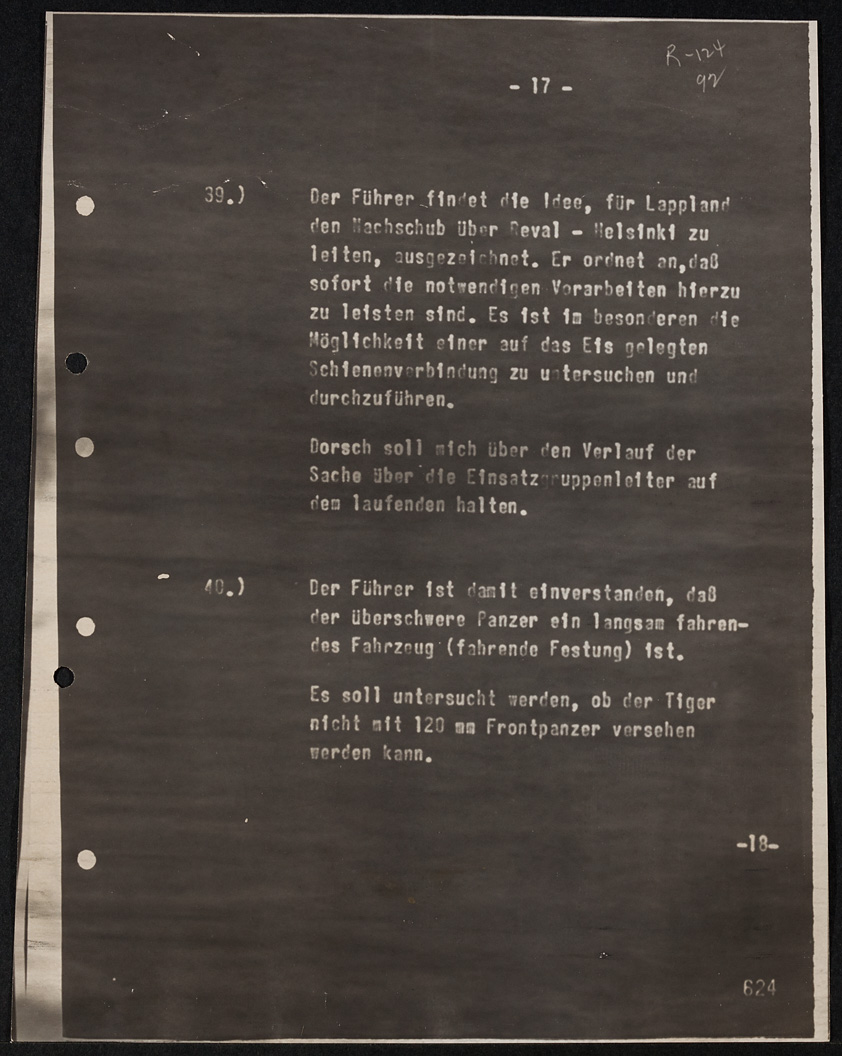 R-124
92
- 17 -
39.) Der Führer findet die Idee, für Lappland
den Nachschub über Reval - Helsinki zu
leiten, ausgezeichnet. Er ordnet an,daß
sofort die notwendigen Vorarbeiten hierzu
zu leisten sind. Es ist im besonderen die
Möglichkeit einer auf das Eis gelegten
Schienenverbindung zu untersuchen und
durchzuführen.
Dorsch soll mich über den Verlauf der
Sache über die Einsatzgruppenleiter auf
dem laufenden halten.
40.) Der Führer ist damit einverstanden, daß
der überschwere Panzer ein langsam fahren-
des Fahrzeug (fahrende Festung) ist.
Es soll untersucht werden, ob der Tiger
nicht mit 120 mm Frontpanzer versehen
werden kann.
-18-
624